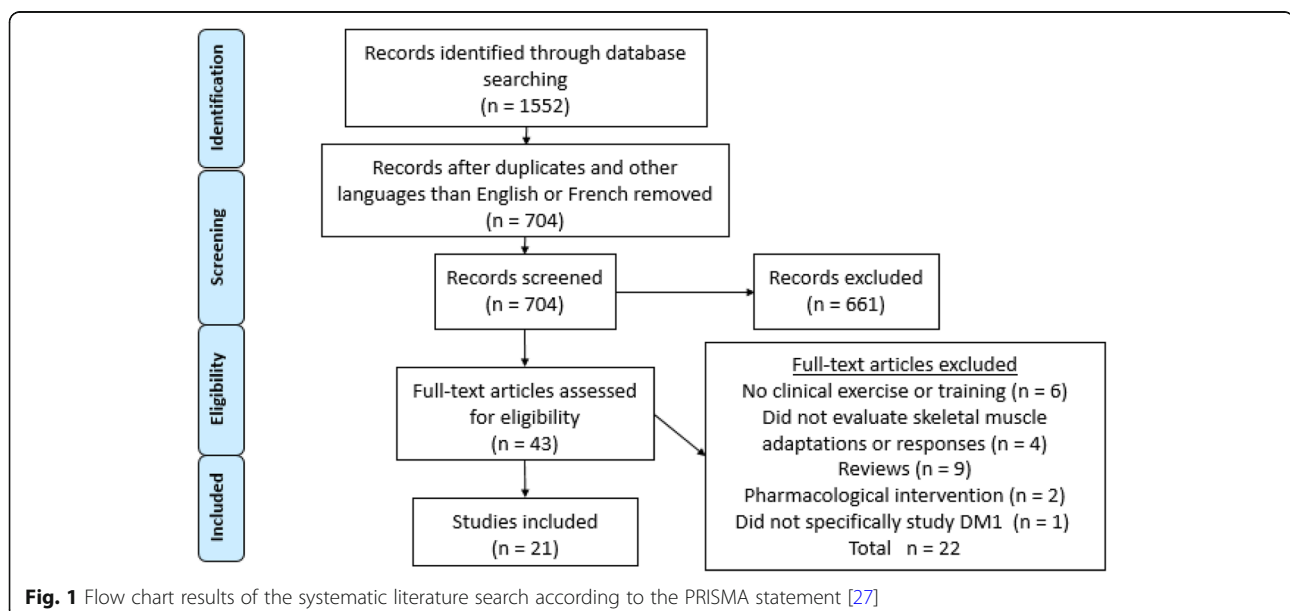 Identification
Records identified through database
searching
(n = 1552)
Records after duplicates and other
languages than English or French removed
(n = 704)
Screening
Records screened
(n = 704)
Records excluded
(n = 661)
Eligibility
Full-text articles assessed
for eligibility
(n = 43)
Full-text articles excluded
No clinical exercise or training (n = 6)
Did not evaluate skeletal muscle
adaptations or responses (n = 4)
Reviews (n = 9)
Pharmacological intervention (n = 2)
Did not specifically study DM1 (n = 1)
Total n = 22
Included
Studies included
(n = 21)
Fig. 1 Flow chart results of the systematic literature search according to the PRISMA statement [27]